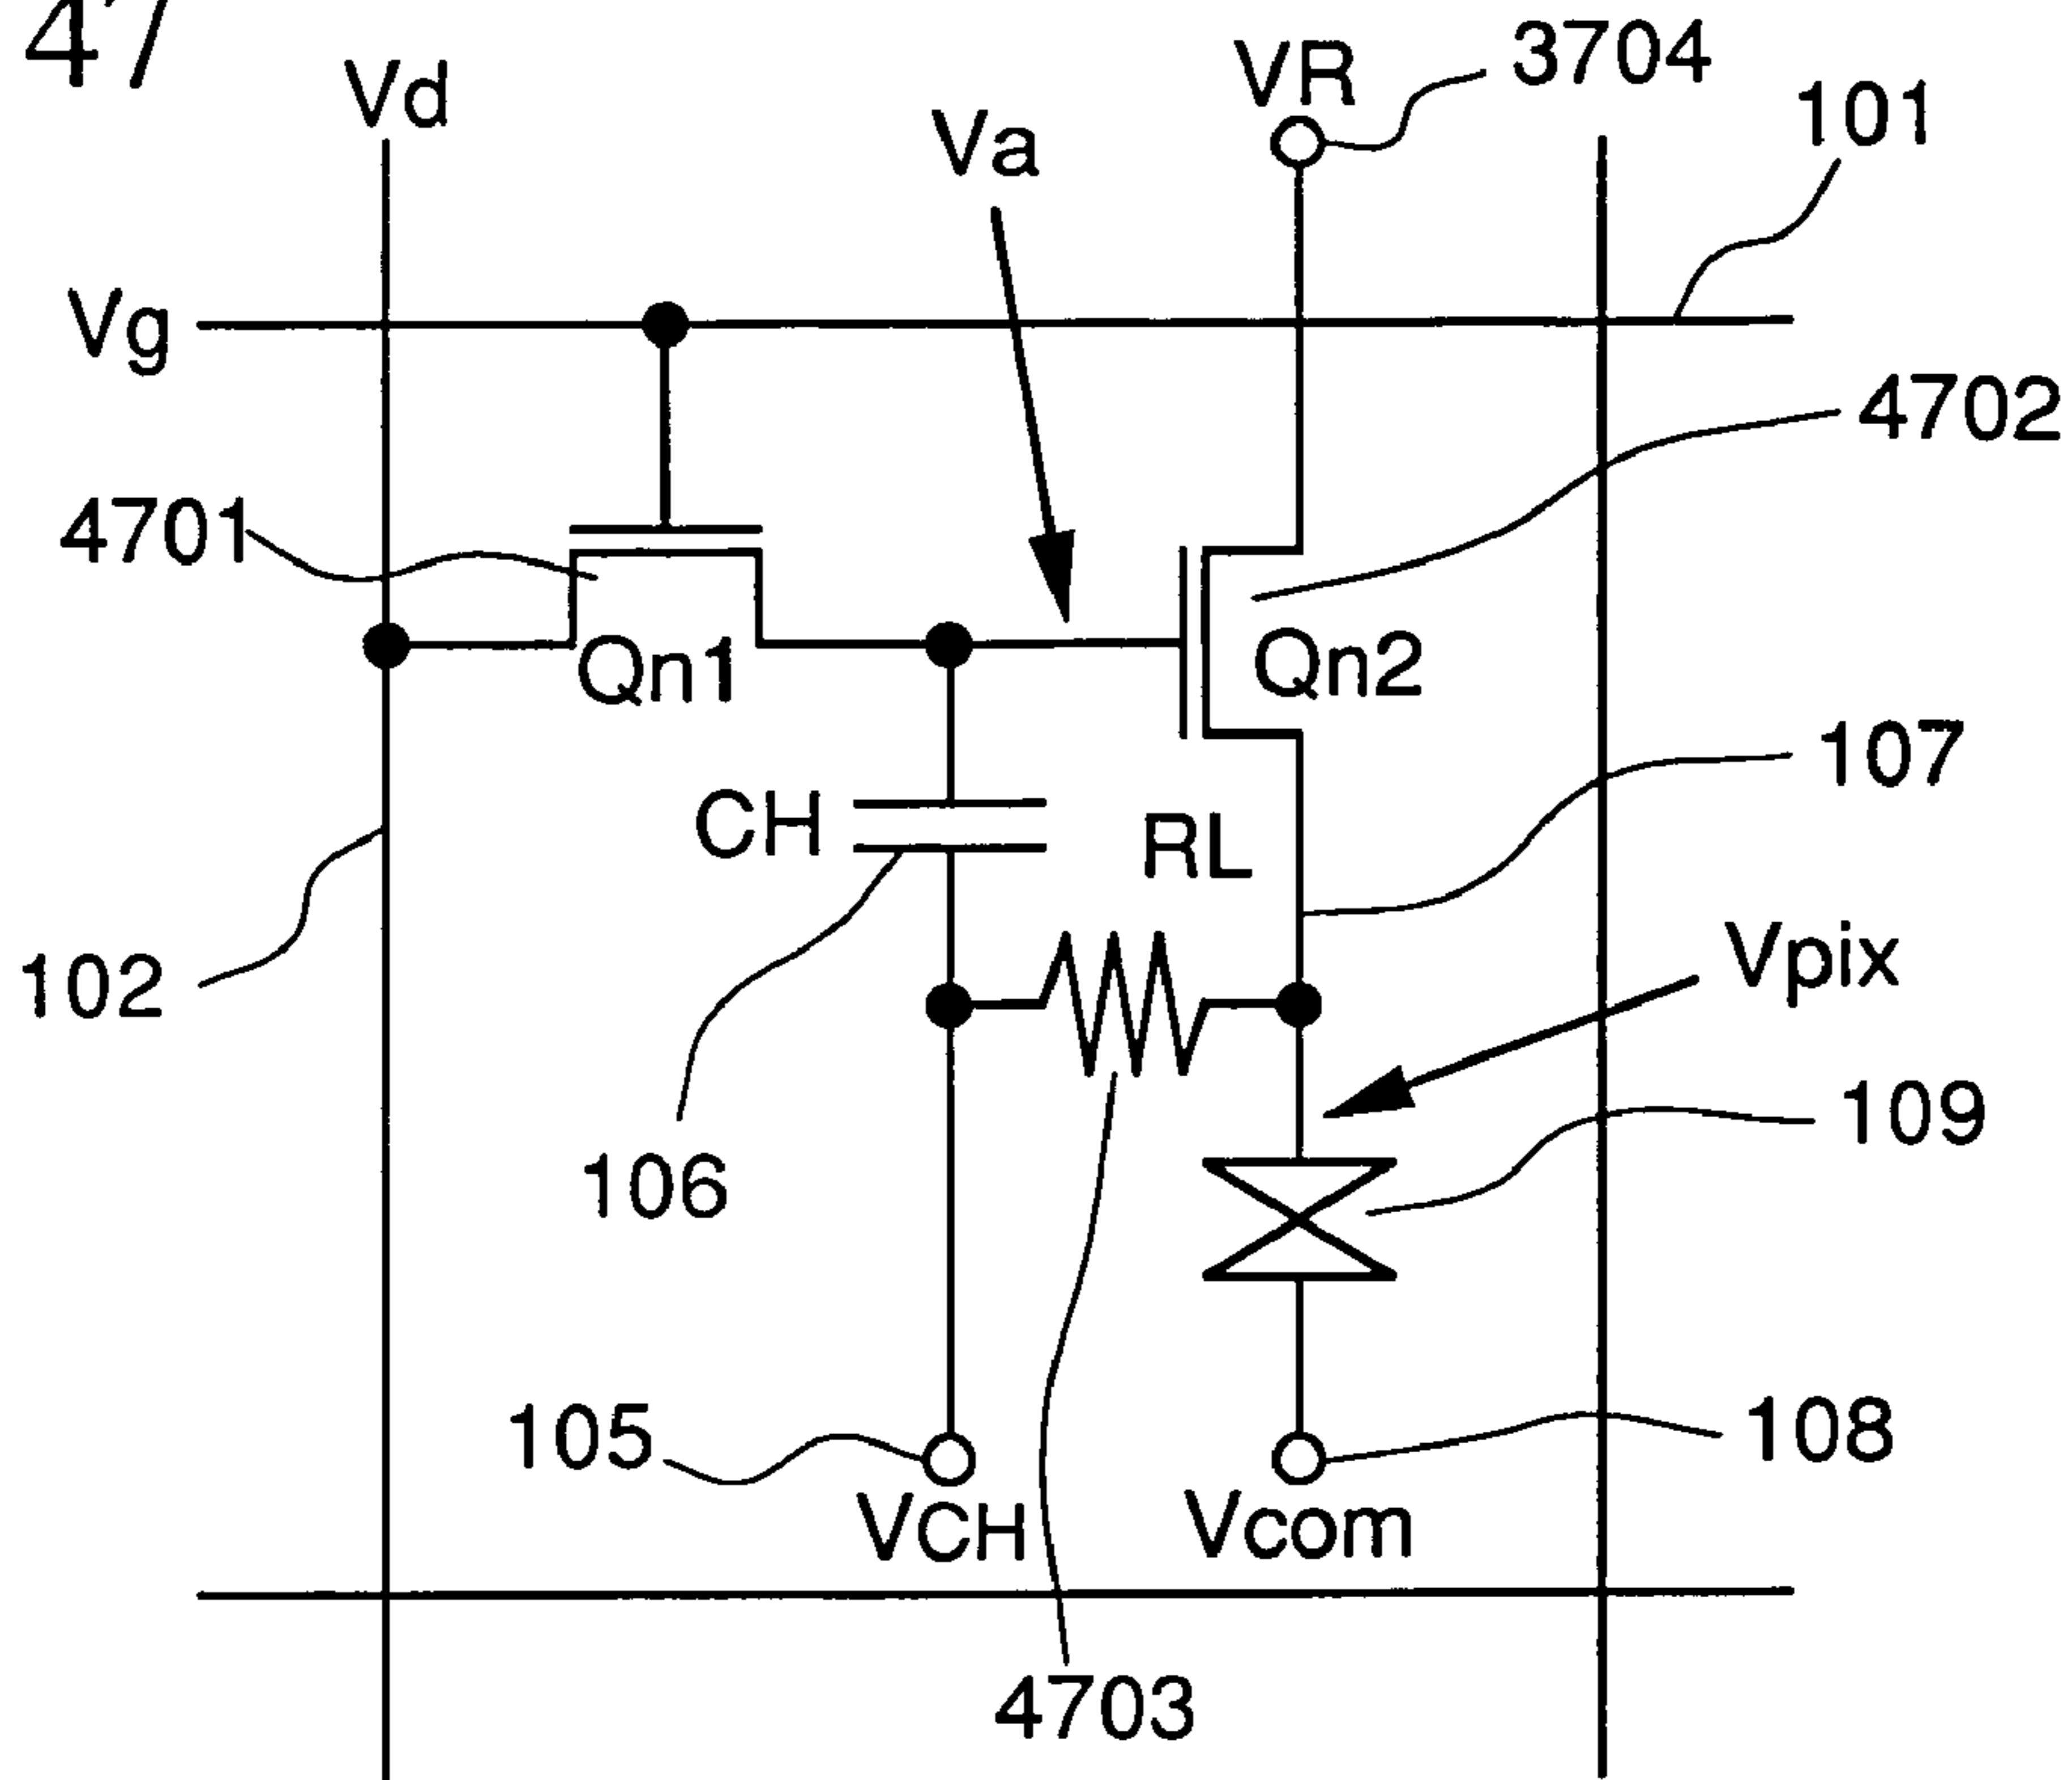 47
Vd
VR
3704
101
Va
Vg
4702
4701
Qn1
Qn2
107
CH
RL
Vpix
102
109
106
105
108
VCH
Vcom
4703